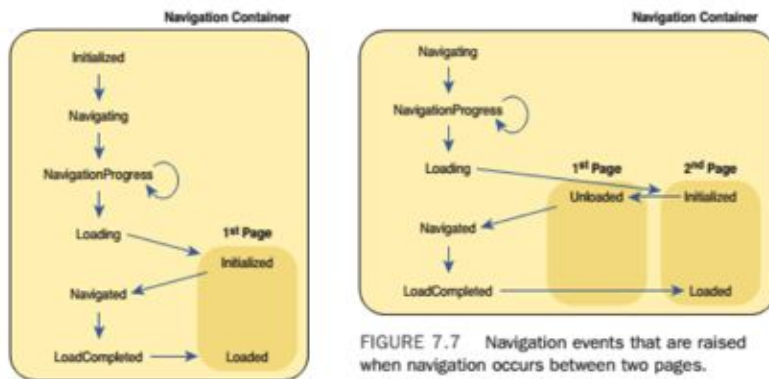 Navigation Container
Initialized
Navigating
NavigationProgress
Loading
1st Page
Initialized
Navigated
LoadCompleted
Loaded
Navigation Container
Navigating
NavigationProgress
Loading
1st Page
2nd Page
Unloaded
Initialized
Navigated
LoadCompleted
Loaded
FIGURE 7.7 Navigation events that are raised
when navigation occurs between two pages.